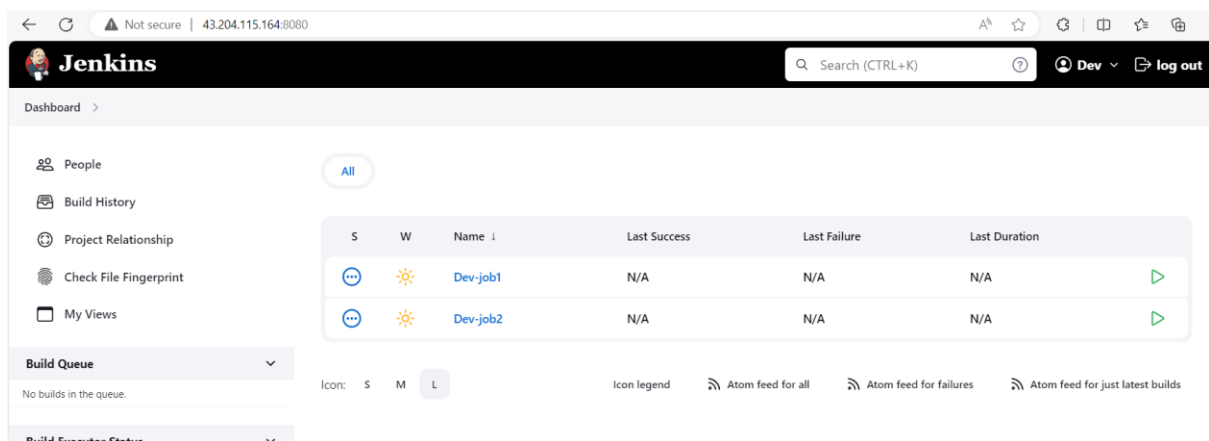 Not secure | 43.204.115.164:8080
Jenkins
Search (CTRL+K)
Dev
log out
Dashboard >
People
Build History
Project Relationship
Check File Fingerprint
My Views
Build Queue
No builds in the queue.
Build Executor Status
All
S W Name ↓ Last Success Last Failure Last Duration
Dev-job1 N/A N/A N/A
Dev-job2 N/A N/A N/A
Icon: S M L
Icon legend Atom feed for all Atom feed for failures Atom feed for just latest builds